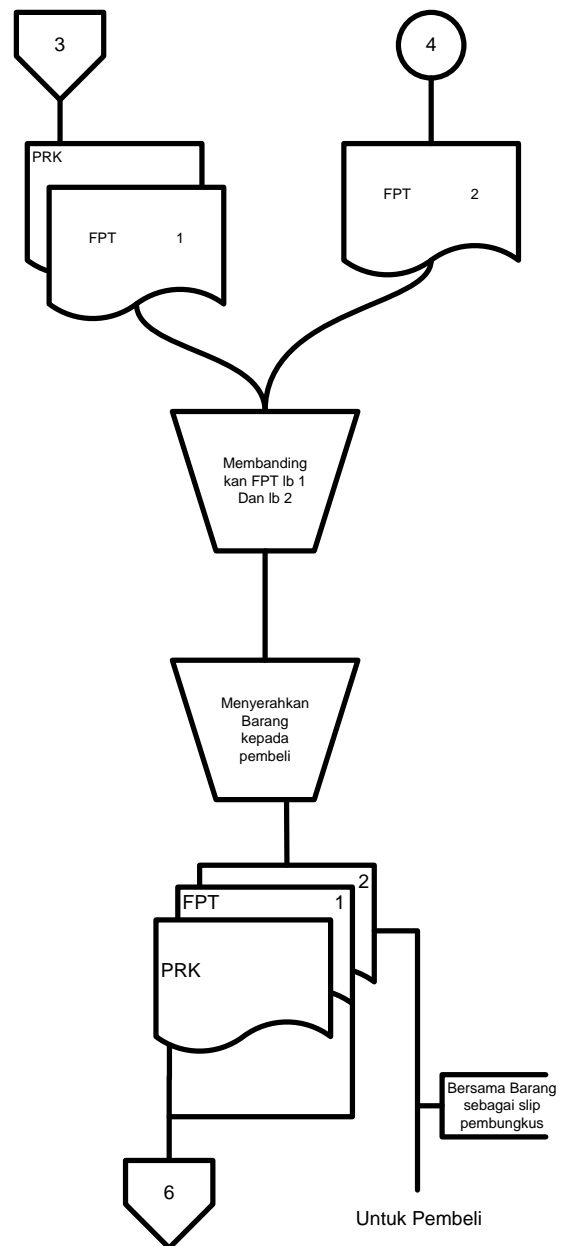 3
4
PRK
FPT 1
FPT 2
Membanding
kan FPT lb 1
Dan lb 2
Menyerahkan
Barang
kepada
pembeli
2
FPT 1
PRK
Bersama Barang
sebagai slip
pembungkus
6
Untuk Pembeli